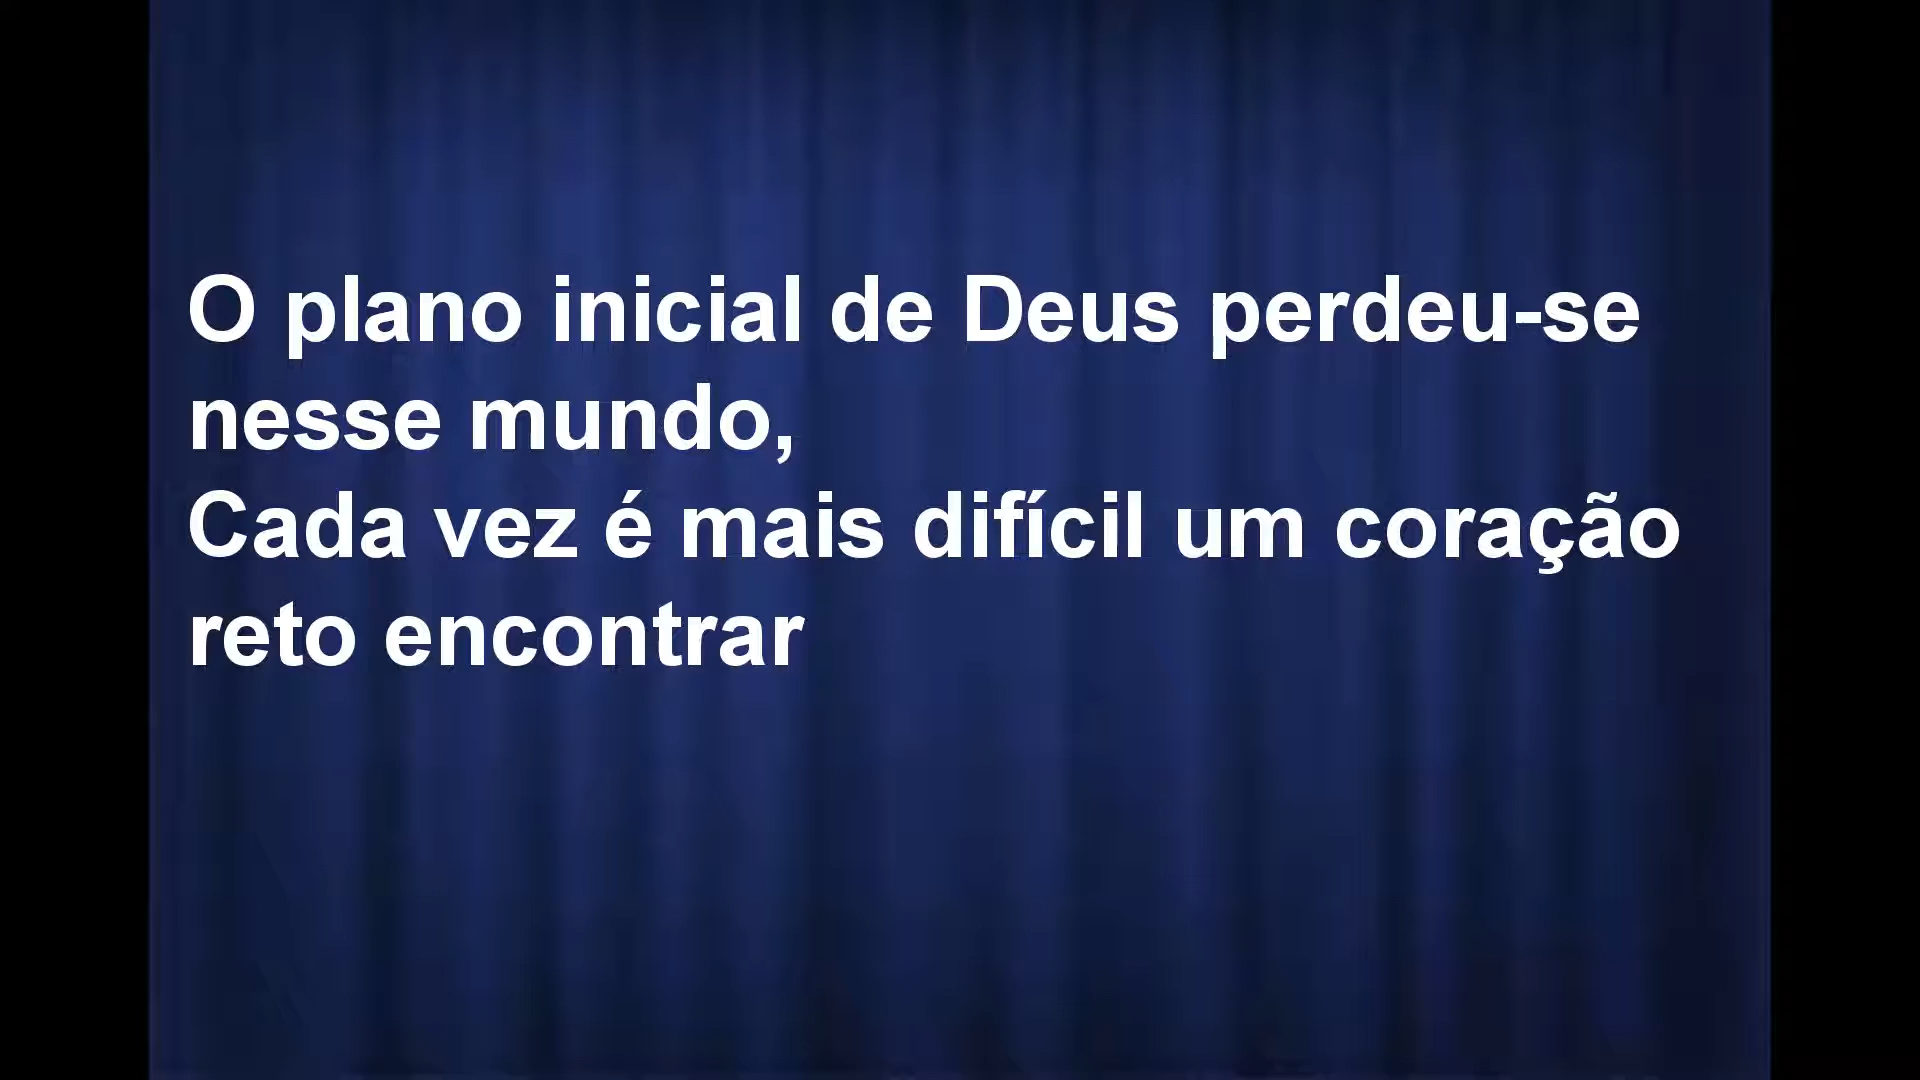 O plano inicial de Deus perdeu-se
nesse mundo,
Cada vez é mais difícil um coração
reto encontrar